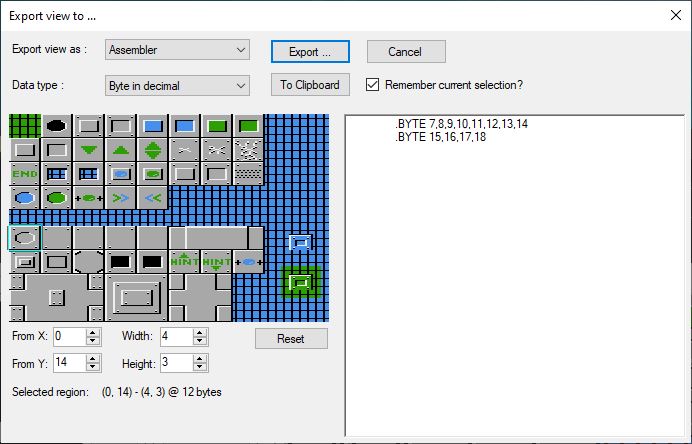 Export view to ...
Export view as :
Assembler
Export ...
Cancel
Data type :
Byte in decimal
To Clipboard
Remember current selection?
.BYTE 7,8,9,10,11,12,13,14
.BYTE 15,16,17,18
END
HINT HINT
From X: 0
Width: 4
Reset
From Y: 14
Height: 3
Selected region: (0, 14) - (4, 3) @ 12 bytes